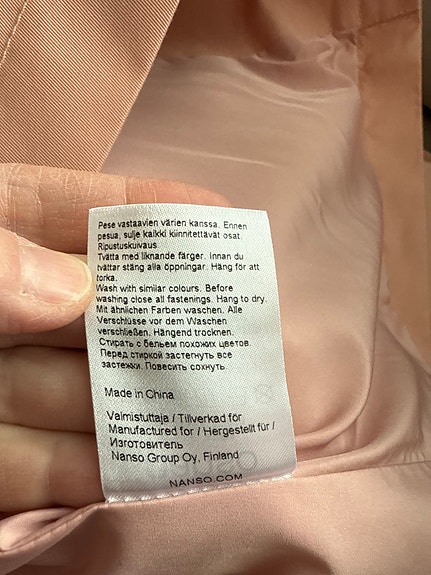 Pese vastaavien värien kanssa. Ennen
pesua, sulje kaikki kiinnitettävät osat.
Ripustuskuivaus
Tvätta med liknande färger. Innan du
tvättar stäng alla öppningar. Häng för att
torka.
Wash with similar colours. Before
washing close all fastenings. Hang to dry.
Mit ähnlichen Farben waschen. Alle
Verschlüsse vor dem Waschen
verschließen. Hängend trocknen.
Стирать с бельем похожих цветов.
Перед стиркой застегнуть все
застежки. Повесить сохнуть.
Made in China
Valmistuttaja / Tillverkad för
Manufactured for / Hergestellt für /
Изготовитель
Nanso Group Oy, Finland
NANSO.COM